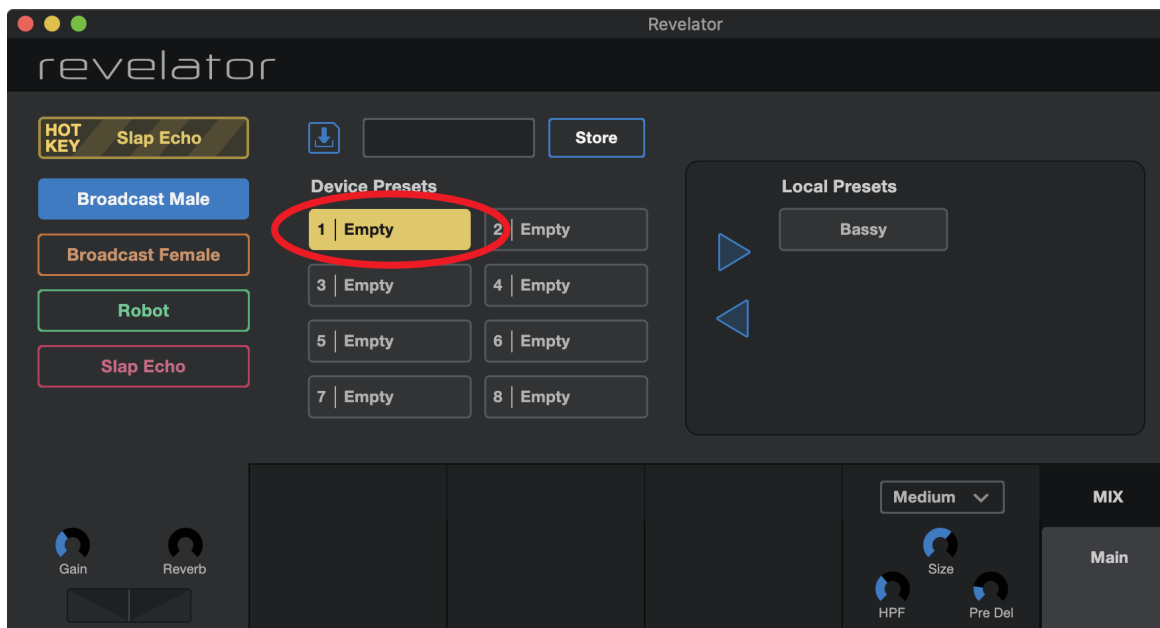 Revelator
revelator
HOT
KEY
Slap Echo
Store
Broadcast Male
Device Presets
Local Presets
1 Empty
2 Empty
Bassy
Broadcast Female
3 Empty
4 Empty
Robot
5 Empty
6 Empty
Slap Echo
7 Empty
8 Empty
Medium
MIX
Gain
Reverb
Size
Main
HPF
Pre Del